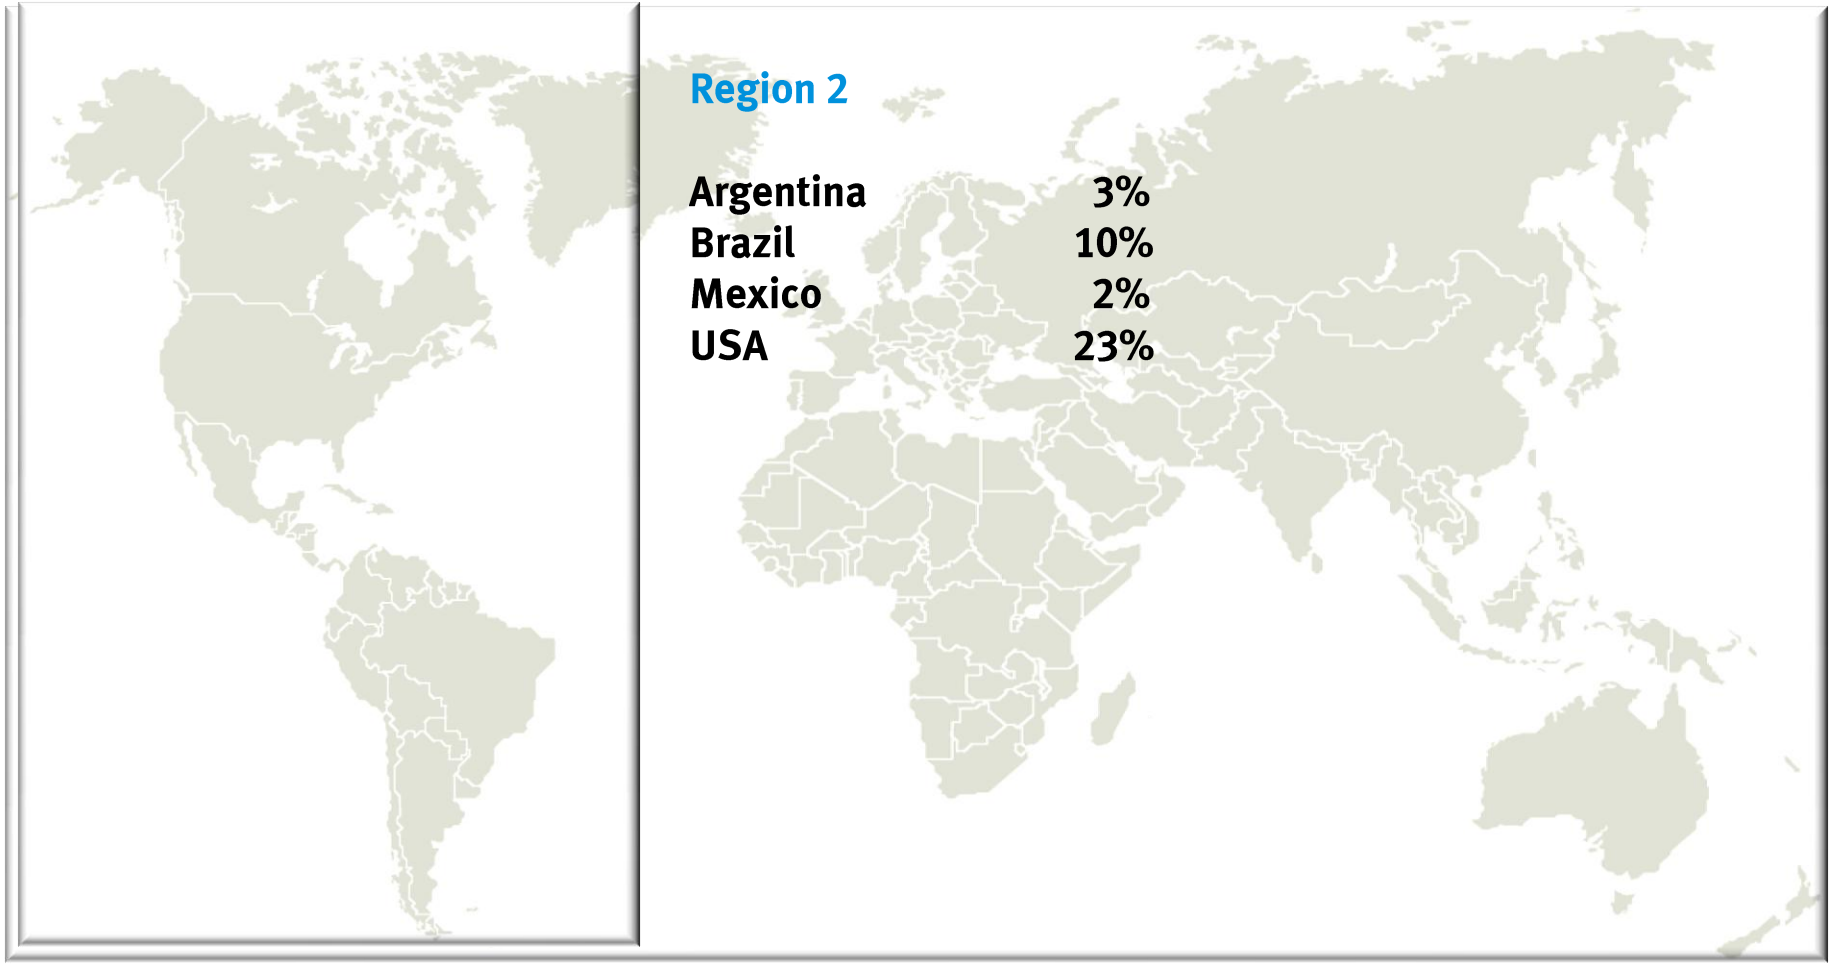 Region 2
Argentina 3%
Brazil 10%
Mexico 2%
USA 23%